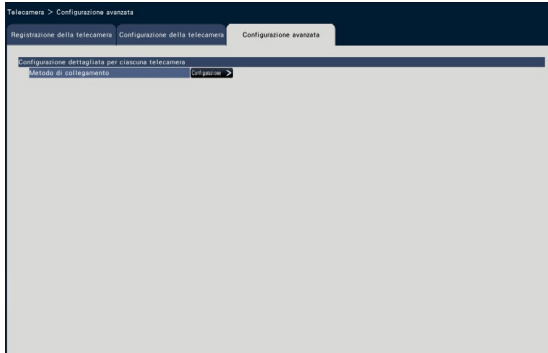 Telecamera > Configurazione avanzata
Registrazione della telecamera Configurazione della telecamera Configurazione avanzata
Configurazione dettagliata per ciascuna telecamera
Metodo di collegamento Configurazione >